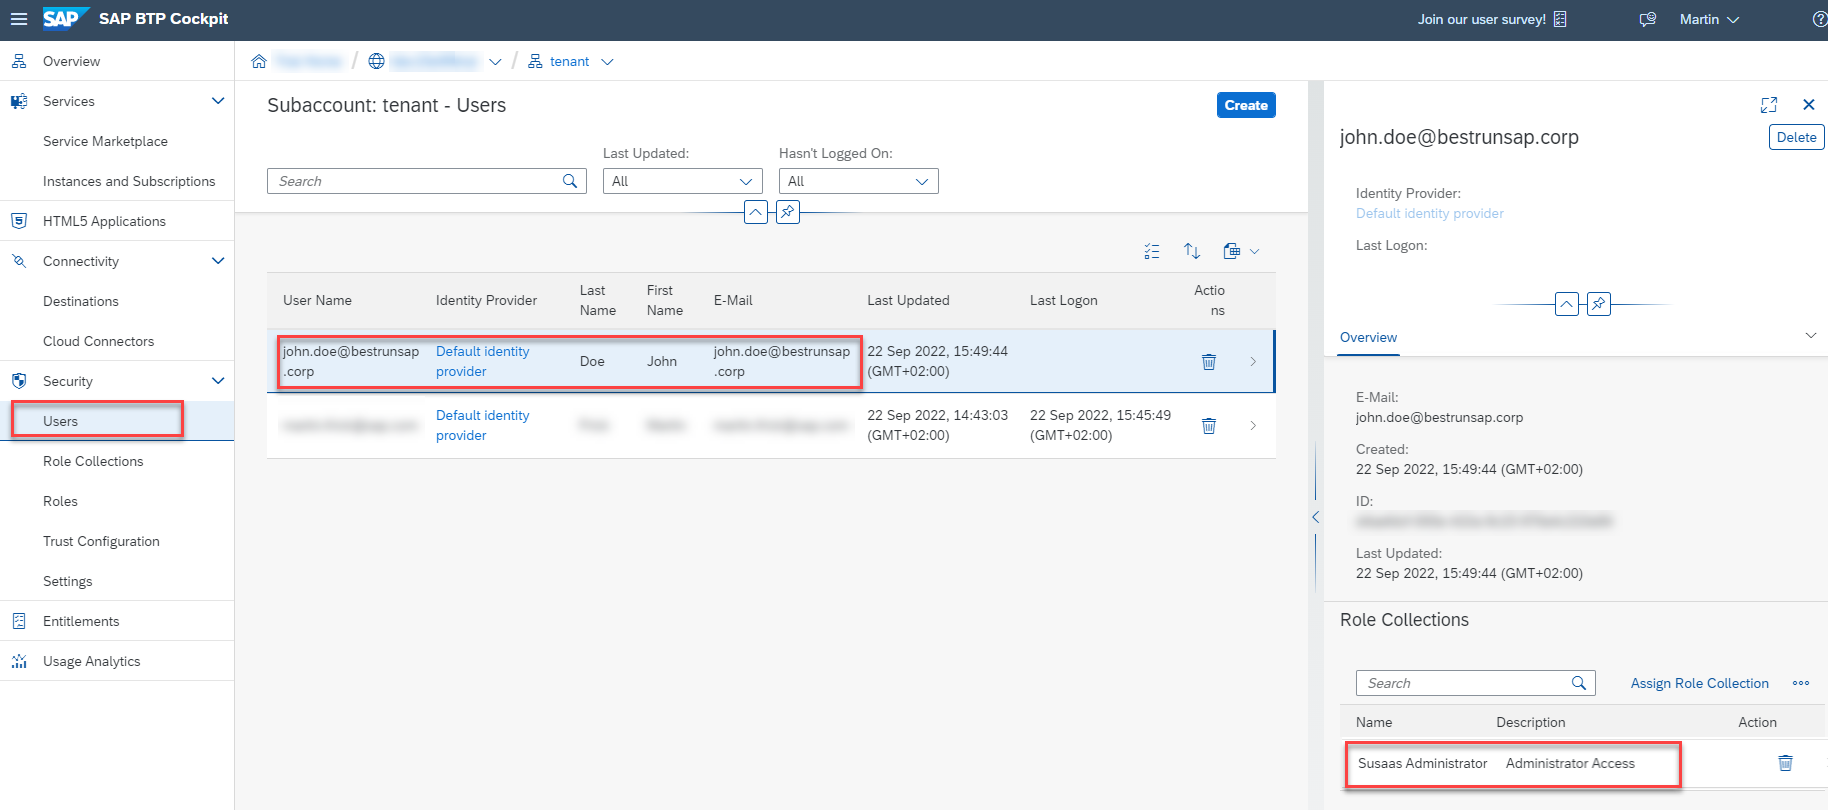 SAP SAP BTP Cockpit
Join our user survey!
Martin
Overview
Services
Service Marketplace
Instances and Subscriptions
HTML5 Applications
Connectivity
Destinations
Cloud Connectors
Security
Users
Role Collections
Roles
Trust Configuration
Settings
Entitlements
Usage Analytics
/ / tenant
Subaccount: tenant - Users
Create
Last Updated:
Hasn't Logged On:
Search
All
All
User Name
Identity Provider
Last
Name
First
Name
E-Mail
Last Updated
Last Logon
Actio
ns
john.doe@bestrunsap
.corp
Default identity
provider
Doe
John
john.doe@bestrunsap
.corp
22 Sep 2022, 15:49:44
(GMT+02:00)
Default identity
provider
22 Sep 2022, 14:43:03
(GMT+02:00)
22 Sep 2022, 15:45:49
(GMT+02:00)
john.doe@bestrunsap.corp
Delete
Identity Provider:
Default identity provider
Last Logon:
Overview
E-Mail:
john.doe@bestrunsap.corp
Created:
22 Sep 2022, 15:49:44 (GMT+02:00)
ID:
Last Updated:
22 Sep 2022, 15:49:44 (GMT+02:00)
Role Collections
Search
Assign Role Collection
Name
Description
Action
Susaas Administrator
Administrator Access